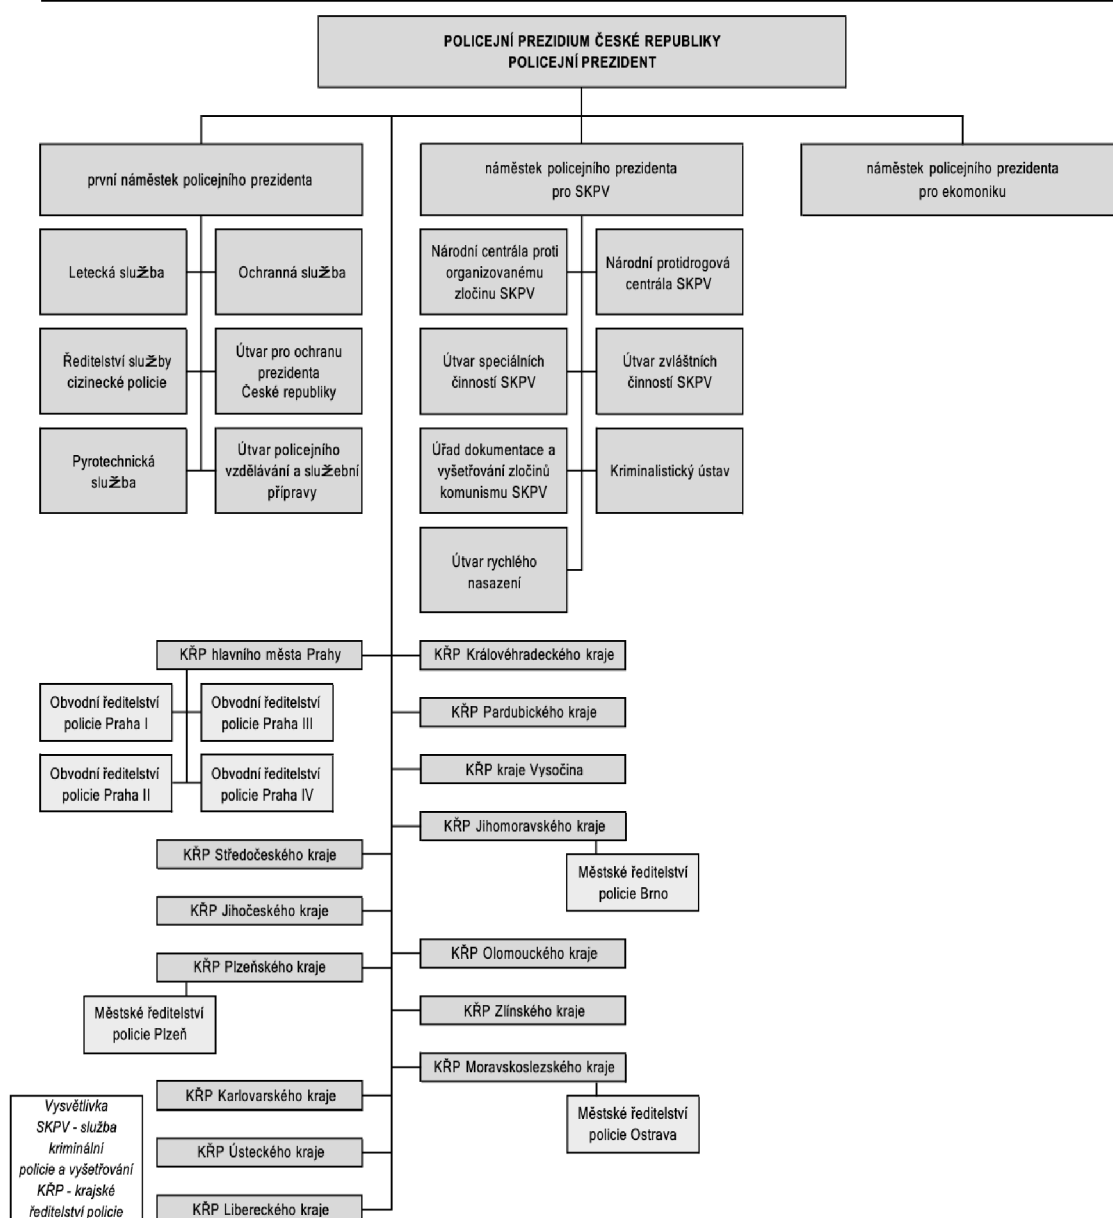 POLICEJNÍ PREZIDIUM ČESKÉ REPUBLIKY
POLICEJNÍ PREZIDENT
první náměstek policejního prezidenta
náměstek policejního prezidenta
pro SKPV
náměstek policejního prezidenta
pro ekomoniku
Letecká služba
Ochranná služba
Ředitelství služby
cizinecké policie
Útvar pro ochranu
prezidenta
České republiky
Pyrotechnická
služba
Útvar policejního
vzdělávání a služební
přípravy
Národní centrála proti
organizovanému
zločinu SKPV
Národní protidrogová
centrála SKPV
Útvar speciálních
činností SKPV
Útvar zvláštních
činností SKPV
Úřad dokumentace a
vyšetřování zločinů
komunismu SKPV
Kriminalistický ústav
Útvar rychlého
nasazení
KŘP hlavního města Prahy
Obvodní ředitelství
policie Praha I
Obvodní ředitelství
policie Praha III
Obvodní ředitelství
policie Praha II
Obvodní ředitelství
policie Praha IV
KŘP Středočeského kraje
KŘP Jihočeského kraje
KŘP Plzeňského kraje
Městské ředitelství
policie Plzeň
KŘP Karlovarského kraje
KŘP Ústeckého kraje
KŘP Libereckého kraje
KŘP Královéhradeckého kraje
KŘP Pardubického kraje
KŘP kraje Vysočina
KŘP Jihomoravského kraje
Městské ředitelství
policie Brno
KŘP Olomouckého kraje
KŘP Zlínského kraje
KŘP Moravskoslezského kraje
Městské ředitelství
policie Ostrava
Vysvětlivka
SKPV - služba
kriminální
policie a vyšetřování
KŘP - krajské
ředitelství policie